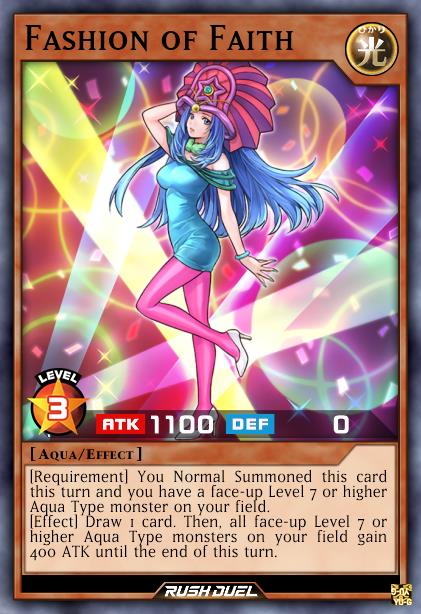 FASHION OF FAITH
ひかり
光
LEVEL
3
ATK 1100 DEF 0
[AQUA/EFFECT]
[Requirement] You Normal Summoned this card
this turn and you have a face-up Level 7 or higher
Aqua Type monster on your field.
[Effect] Draw 1 card. Then, all face-up Level 7 or
higher Aqua Type monsters on your field gain
400 ATK until the end of this turn.
RUSH DUEL